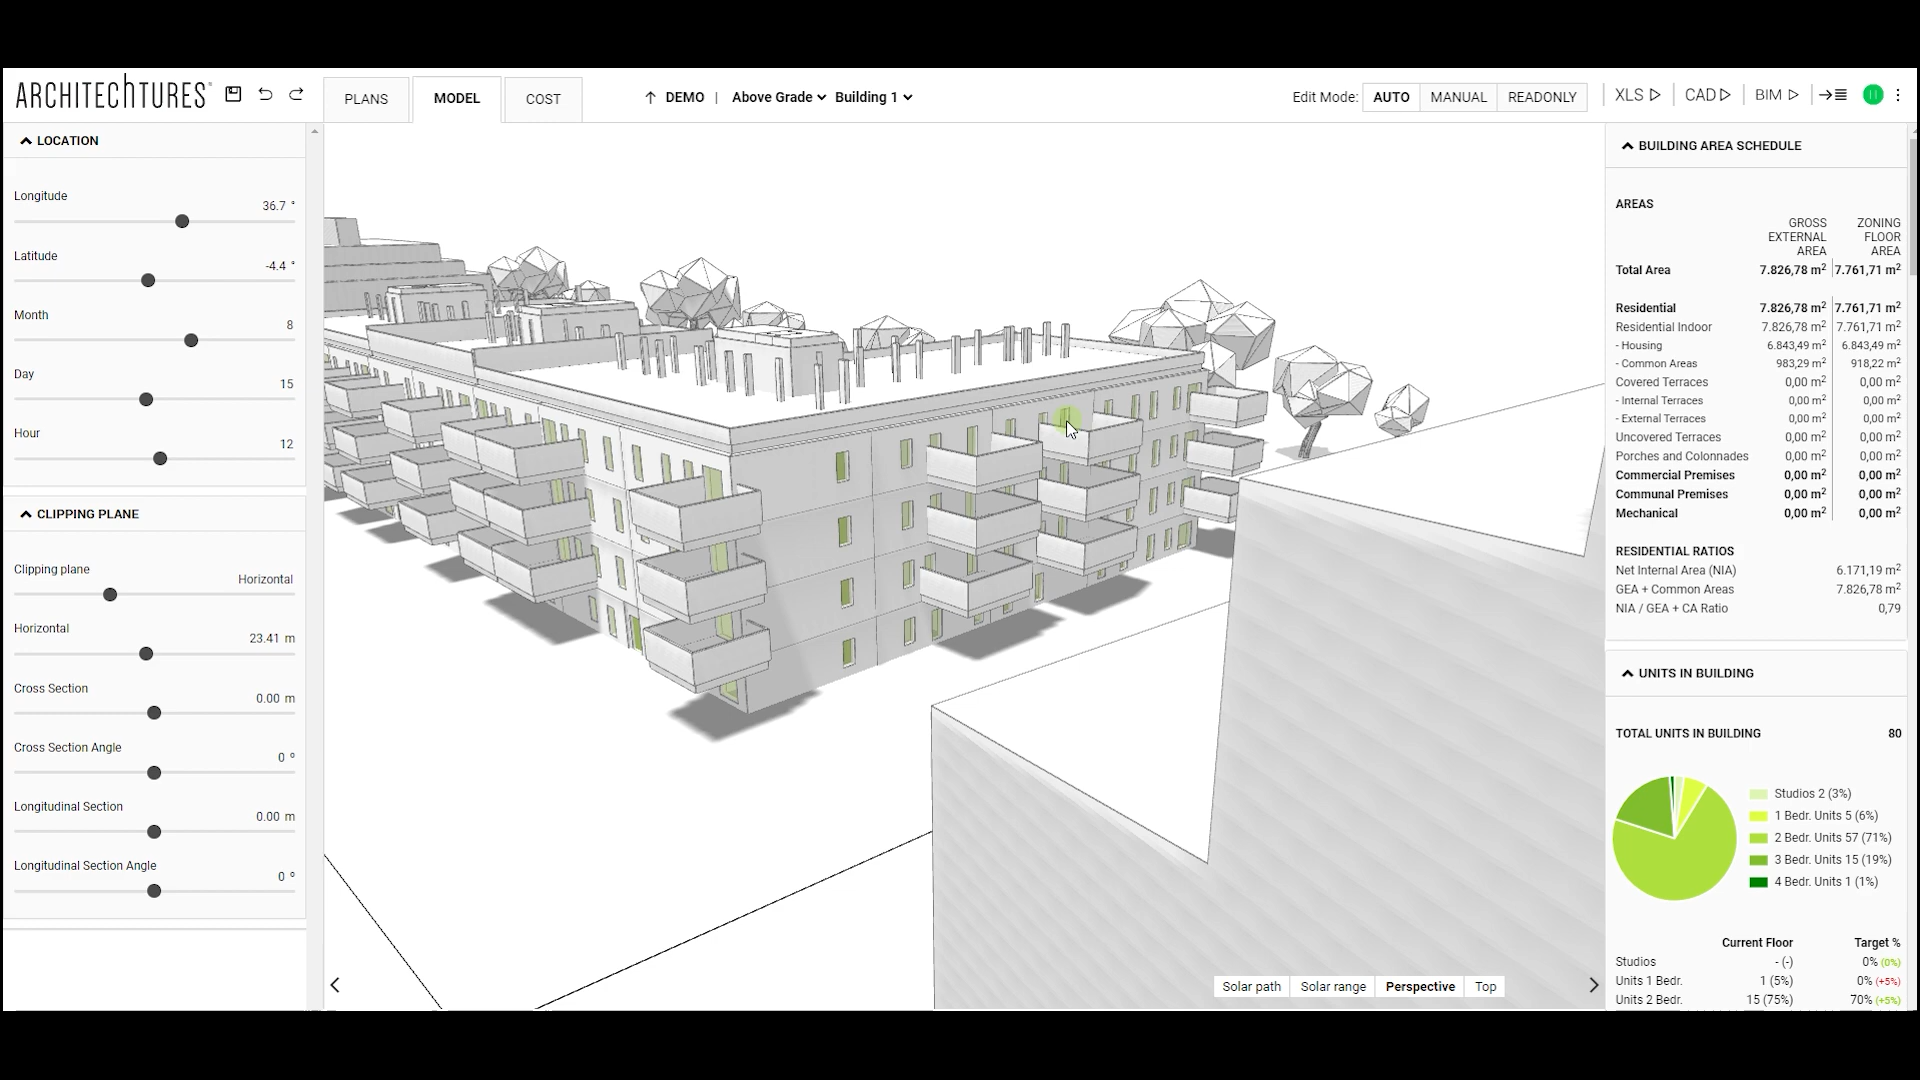 ARCHITEChTURES
PLANS
MODEL
COST
DEMO | Above Grade Building 1
Edit Mode: AUTO MANUAL READONLY
XLS CAD BIM
LOCATION
Longitude
36.7 °
Latitude
-4.4 °
Month
8
Day
15
Hour
12
CLIPPING PLANE
Clipping plane
Horizontal
Horizontal
23.41 m
Cross Section
0.00 m
Cross Section Angle
0 º
Longitudinal Section
0.00 m
Longitudinal Section Angle
0 º
Solar path Solar range Perspective Top
BUILDING AREA SCHEDULE
AREAS
GROSS EXTERNAL AREA
ZONING FLOOR AREA
Total Area 7.826,78 m² 7.761,71 m²
Residential 7.826,78 m² 7.761,71 m²
Residential Indoor 7.826,78 m² 7.761,71 m²
- Housing 6.843,49 m² 6.843,49 m²
- Common Areas 983,29 m² 918,22 m²
Covered Terraces 0,00 m² 0,00 m²
- Internal Terraces 0,00 m² 0,00 m²
- External Terraces 0,00 m² 0,00 m²
Uncovered Terraces 0,00 m² 0,00 m²
Porches and Colonnades 0,00 m² 0,00 m²
Commercial Premises 0,00 m² 0,00 m²
Communal Premises 0,00 m² 0,00 m²
Mechanical 0,00 m² 0,00 m²
RESIDENTIAL RATIOS
Net Internal Area (NIA) 6.171,19 m²
GEA + Common Areas 7.826,78 m²
NIA / GEA + CA Ratio 0,79
UNITS IN BUILDING
TOTAL UNITS IN BUILDING 80
Studios 2 (3%)
1 Bedr. Units 5 (6%)
2 Bedr. Units 57 (71%)
3 Bedr. Units 15 (19%)
4 Bedr. Units 1 (1%)
Current Floor Target %
Studios - (-) 0% (0%)
Units 1 Bedr. 1 (5%) 0% (+5%)
Units 2 Bedr. 15 (75%) 70% (+5%)